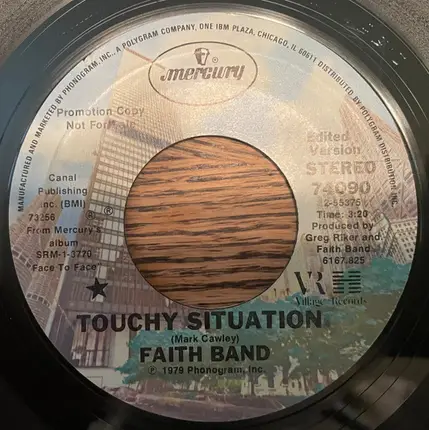 MANUFACTURED AND MARKETED BY PHONOGRAM, INC., A POLYGRAM COMPANY, ONE IBM PLAZA, CHICAGO, IL 60611 DISTRIBUTED BY POLYGRAM DISTRIBUTION, INC.
mercury
Promotion Copy
Not For
Canal
Publishing
Inc. (BMI)
73256
From Mercury's
album
SRM-1-3770
"Face To Face"
Edited
Version
STEREO
74090
Time: 3:20
Produced by
Greg Riker and
Faith Band
6167.825
VR
Village Records
TOUCHY SITUATION
(Mark Cawley)
FAITH BAND
℗ 1979 Phonogram, Inc.